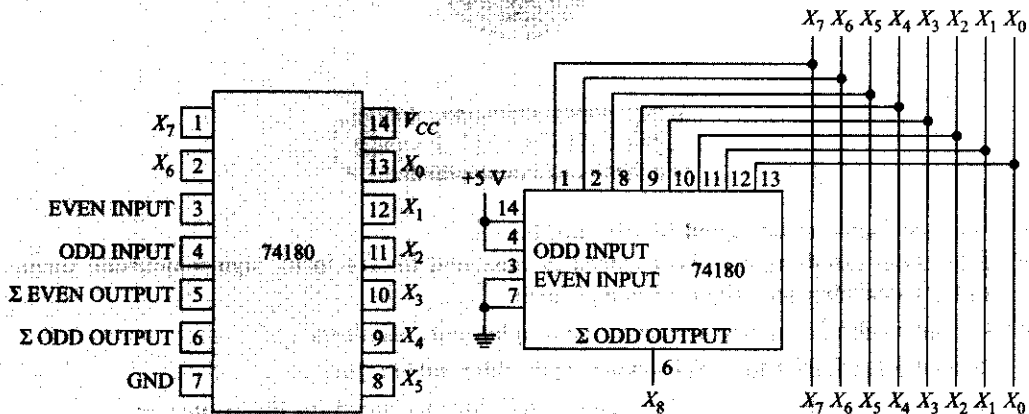 X7 X6 X5 X4 X3 X2 X1 X0
X7 1
14 VCC
X6 2
13 X0
EVEN INPUT 3
12 X1
ODD INPUT 4
74180
11 X2
Σ EVEN OUTPUT 5
10 X3
Σ ODD OUTPUT 6
9 X4
GND 7
8 X5
+5 V
1 2 8 9 10 11 12 13
14
4
ODD INPUT
3
EVEN INPUT
74180
7
Σ ODD OUTPUT
6
X8
X7 X6 X5 X4 X3 X2 X1 X0